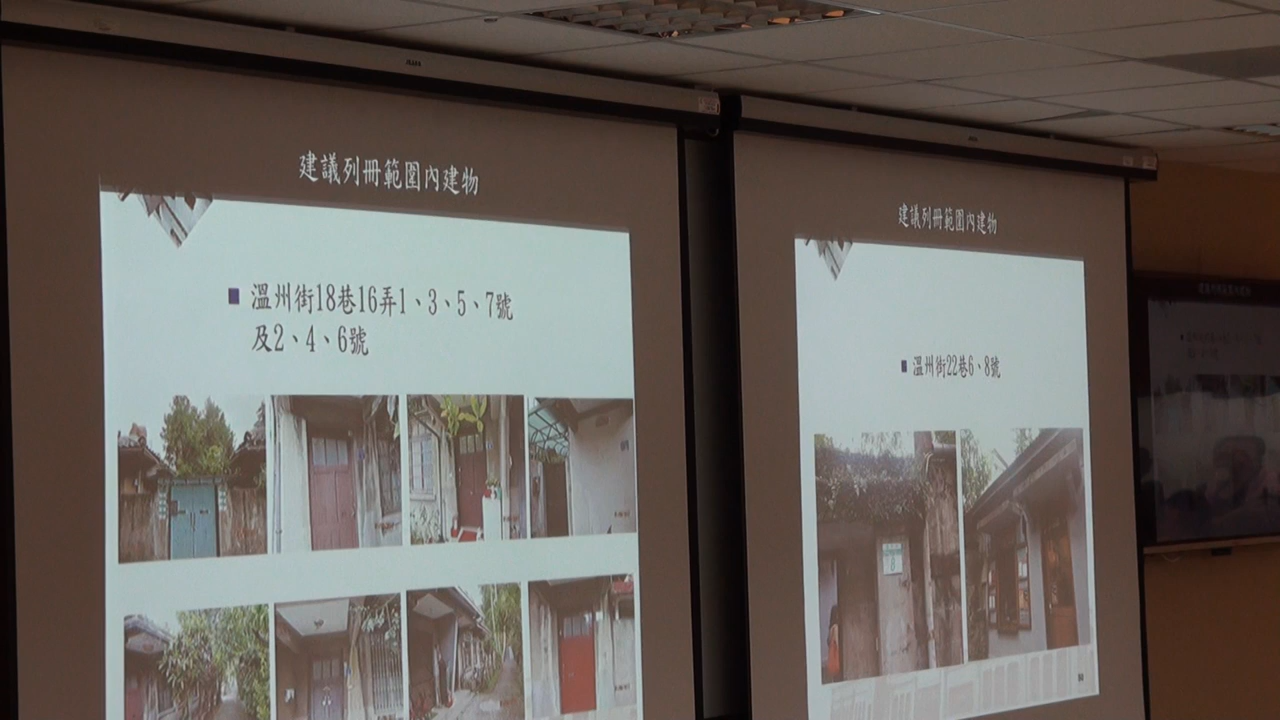 建議列冊範圍內建物
溫州街18巷16弄1、3、5、7號
及2、4、6號
建議列冊範圍內建物
溫州街22巷6、8號
8